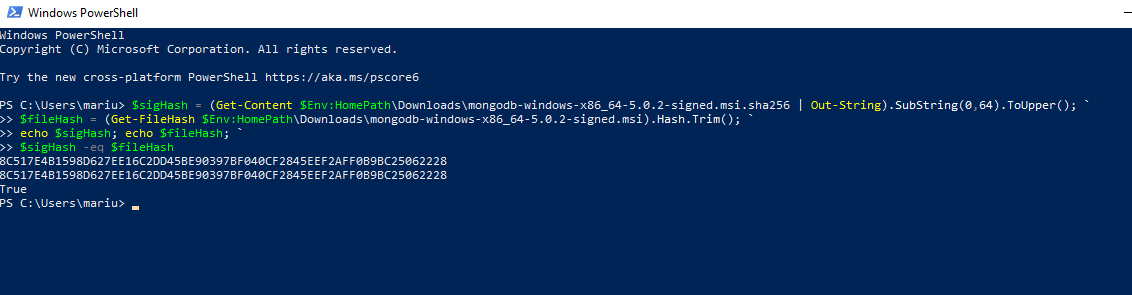 Windows PowerShell
Windows PowerShell
Copyright (C) Microsoft Corporation. All rights reserved.
Try the new cross-platform PowerShell https://aka.ms/pscore6
PS C:\Users\mariu> $sigHash = (Get-Content $Env:HomePath\Downloads\mongodb-windows-x86_64-5.0.2-signed.msi.sha256 | Out-String).SubString(0,64).ToUpper(); `
>> $fileHash = (Get-FileHash $Env:HomePath\Downloads\mongodb-windows-x86_64-5.0.2-signed.msi).Hash.Trim(); `
>> echo $sigHash; echo $fileHash; `
>> $sigHash -eq $fileHash
8C517E4B1598D627EE16C2DD45BE90397BF040CF2845EEF2AFF0B9BC25062228
8C517E4B1598D627EE16C2DD45BE90397BF040CF2845EEF2AFF0B9BC25062228
True
PS C:\Users\mariu>